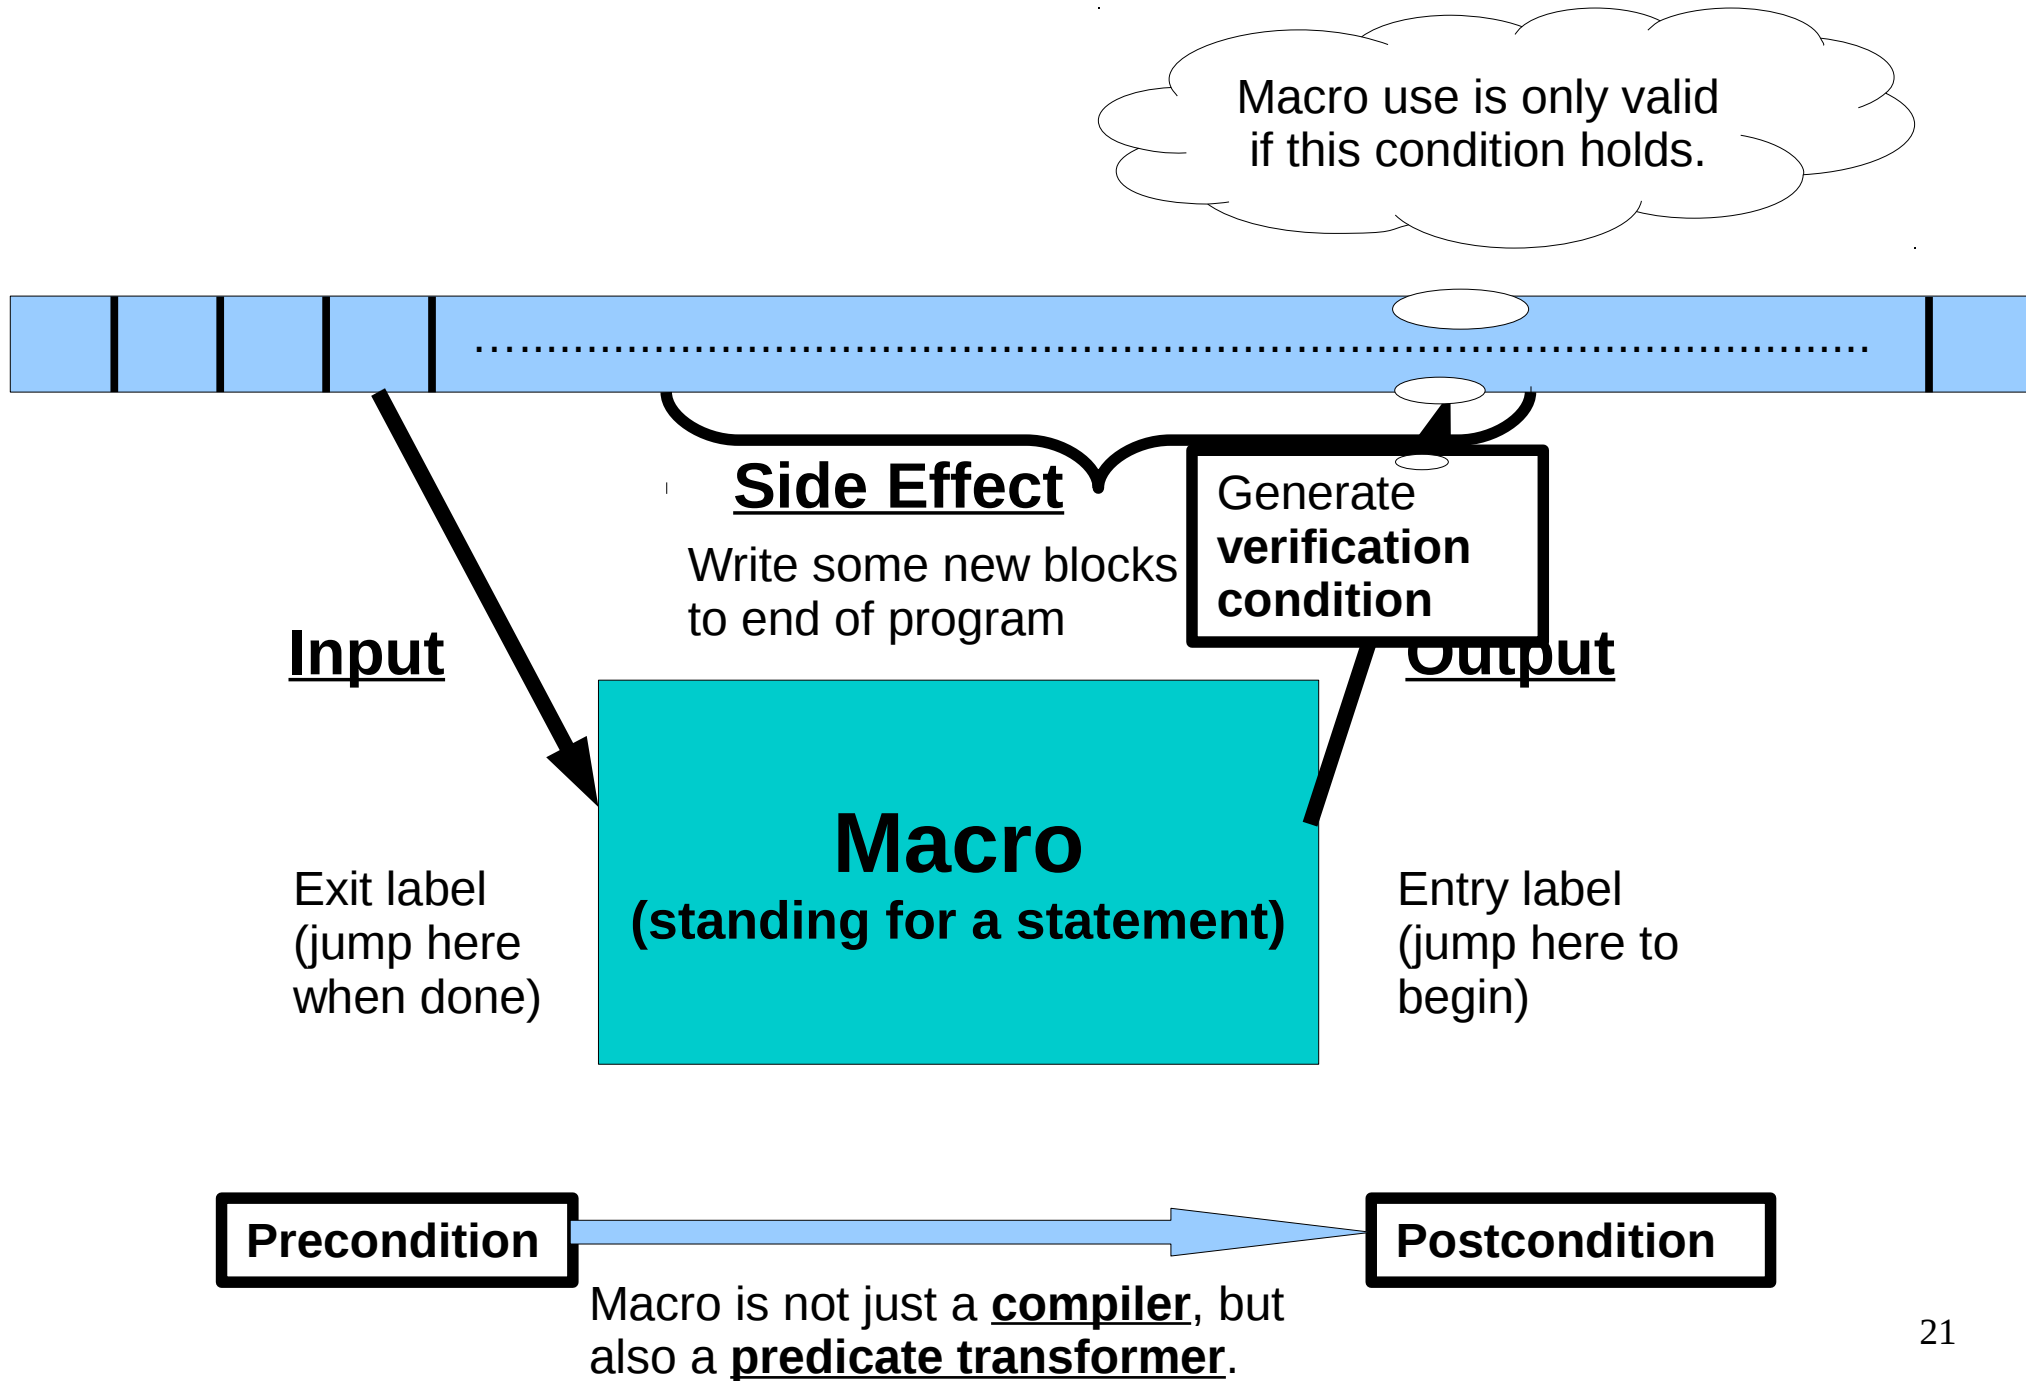 Macro use is only valid
if this condition holds.
Side Effect
Write some new blocks
to end of program
Generate
verification
condition
Input
Output
Macro
(standing for a statement)
Exit label
(jump here
when done)
Entry label
(jump here to
begin)
Precondition
Postcondition
Macro is not just a compiler, but
also a predicate transformer.
21